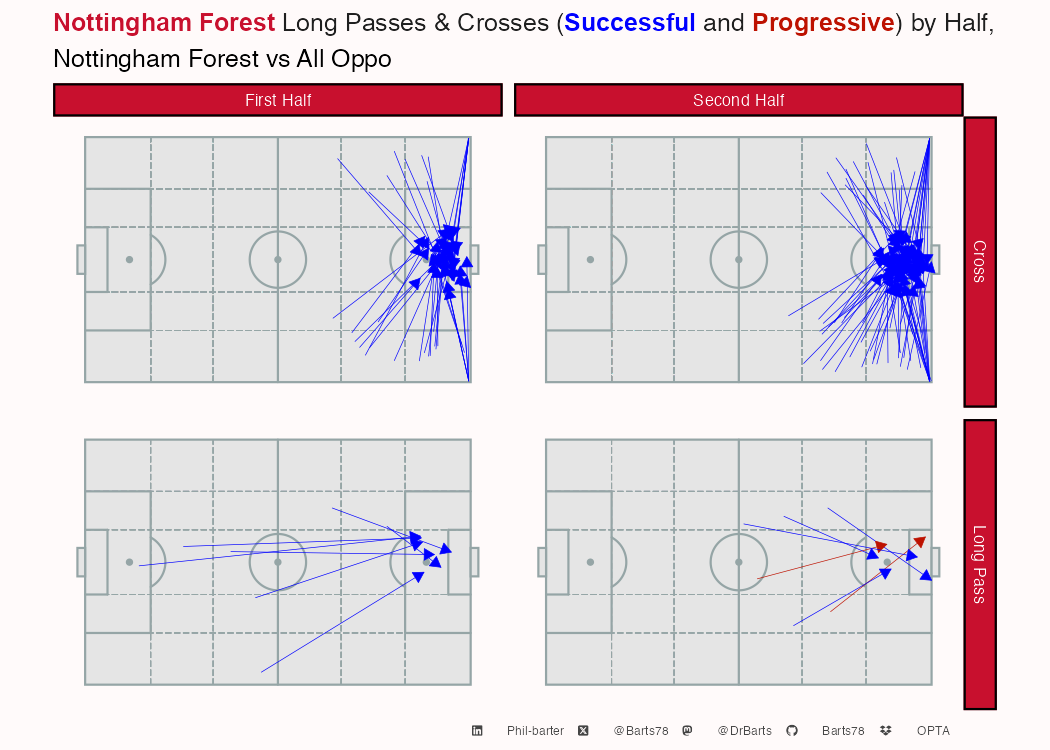 Nottingham Forest Long Passes & Crosses (Successful and Progressive) by Half,
Nottingham Forest vs All Oppo
First Half
Second Half
Cross
Long Pass
Phil-barter @Barts78 @DrBarts Barts78 OPTA